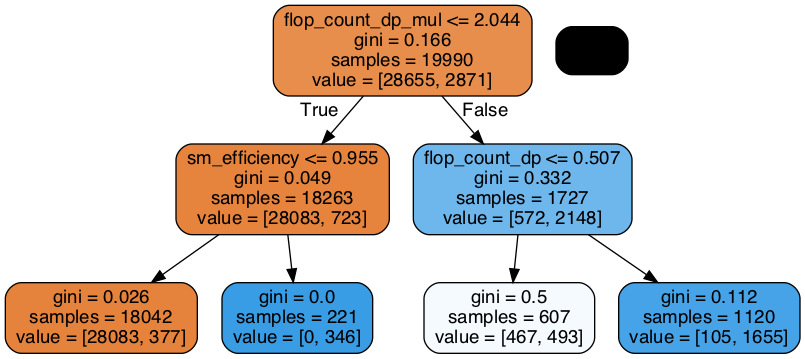 flop_count_dp_mul <= 2.044
gini = 0.166
samples = 19990
value = [28655, 2871]
True
False
sm_efficiency <= 0.955
gini = 0.049
samples = 18263
value = [28083, 723]
flop_count_dp <= 0.507
gini = 0.332
samples = 1727
value = [572, 2148]
gini = 0.026
samples = 18042
value = [28083, 377]
gini = 0.0
samples = 221
value = [0, 346]
gini = 0.5
samples = 607
value = [467, 493]
gini = 0.112
samples = 1120
value = [105, 1655]